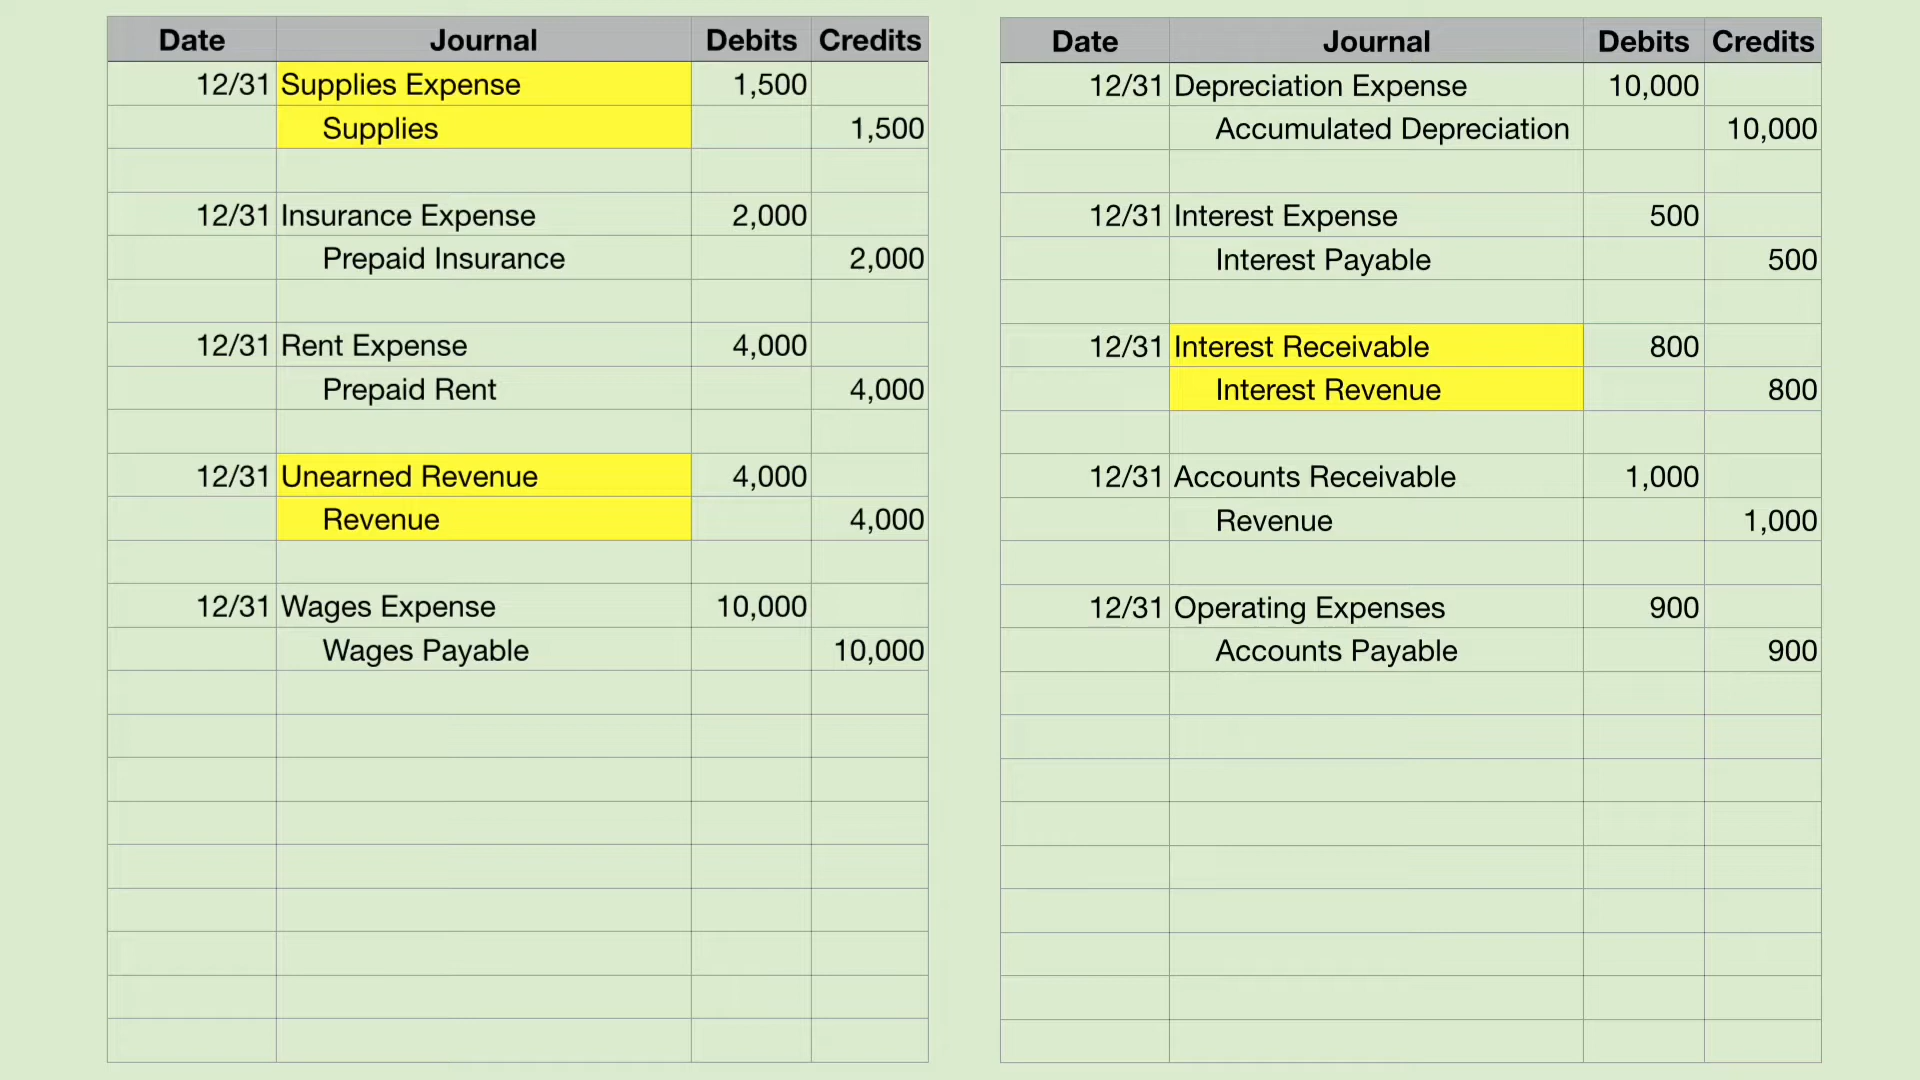 Date Journal Debits Credits
12/31 Supplies Expense 1,500
Supplies 1,500
12/31 Insurance Expense 2,000
Prepaid Insurance 2,000
12/31 Rent Expense 4,000
Prepaid Rent 4,000
12/31 Unearned Revenue 4,000
Revenue 4,000
12/31 Wages Expense 10,000
Wages Payable 10,000
Date Journal Debits Credits
12/31 Depreciation Expense 10,000
Accumulated Depreciation 10,000
12/31 Interest Expense 500
Interest Payable 500
12/31 Interest Receivable 800
Interest Revenue 800
12/31 Accounts Receivable 1,000
Revenue 1,000
12/31 Operating Expenses 900
Accounts Payable 900